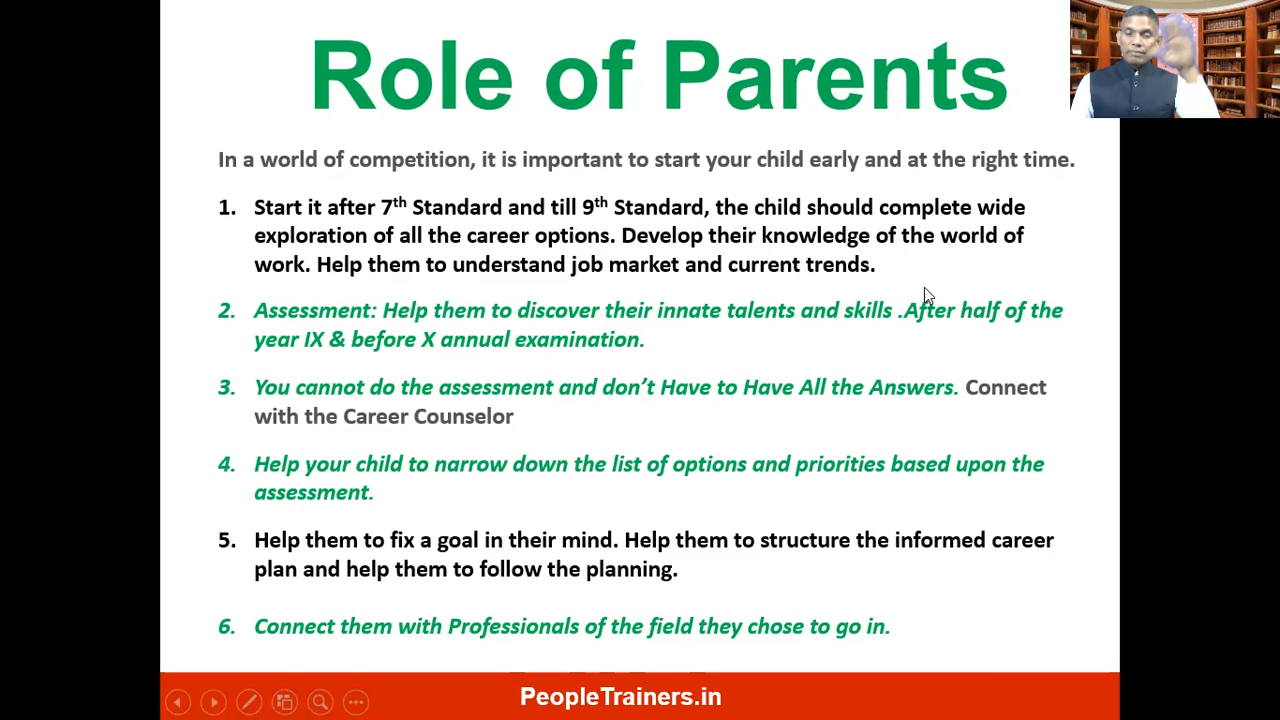 Role of Parents
In a world of competition, it is important to start your child early and at the right time.
1. Start it after 7th Standard and till 9th Standard, the child should complete wide
exploration of all the career options. Develop their knowledge of the world of
work. Help them to understand job market and current trends.
2. Assessment: Help them to discover their innate talents and skills .After half of the
year IX & before X annual examination.
3. You cannot do the assessment and don't Have to Have All the Answers. Connect
with the Career Counselor
4. Help your child to narrow down the list of options and priorities based upon the
assessment.
5. Help them to fix a goal in their mind. Help them to structure the informed career
plan and help them to follow the planning.
6. Connect them with Professionals of the field they chose to go in.
PeopleTrainers.in